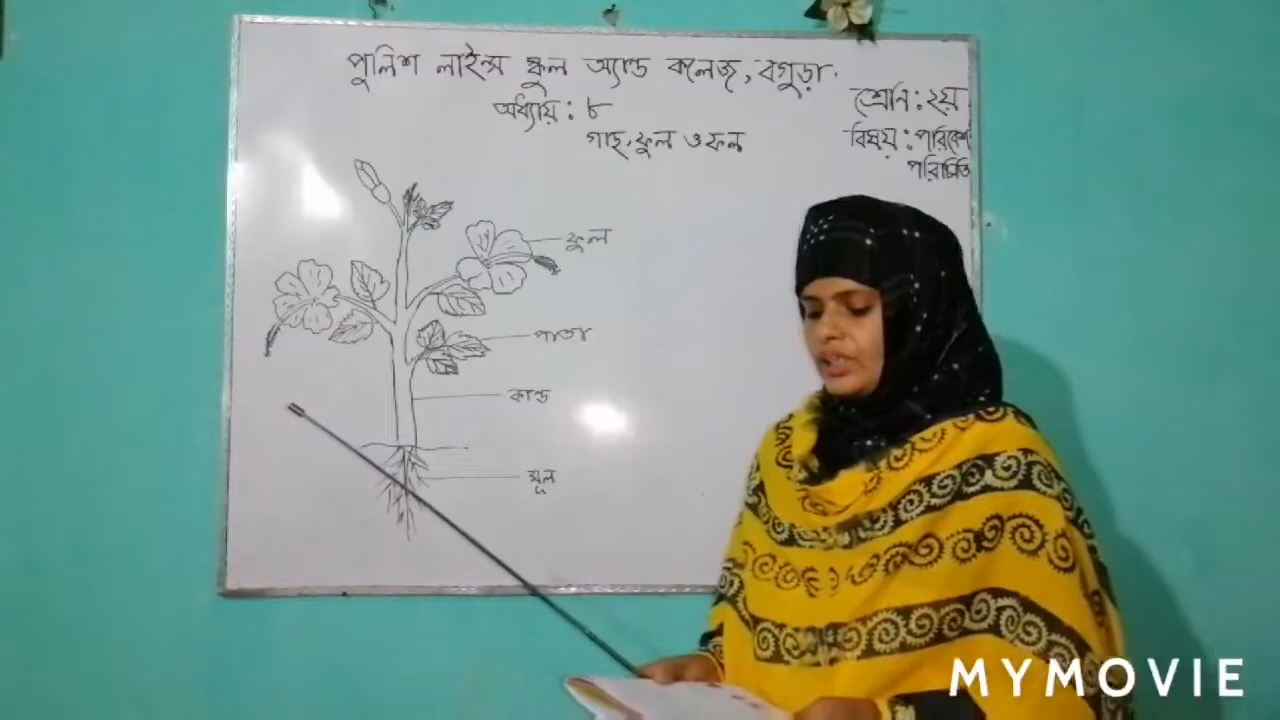 পুলিশ লাইন্স স্কুল অ্যান্ড কলেজ, বগুড়া.
অধ্যায় : ৮
শ্রেনি : ২য়
গাছ, ফুল ও ফল
বিষয় : পরিবেশ
পরিচিতি
ফুল
পাতা
কান্ড
মূল
MYMOVIE